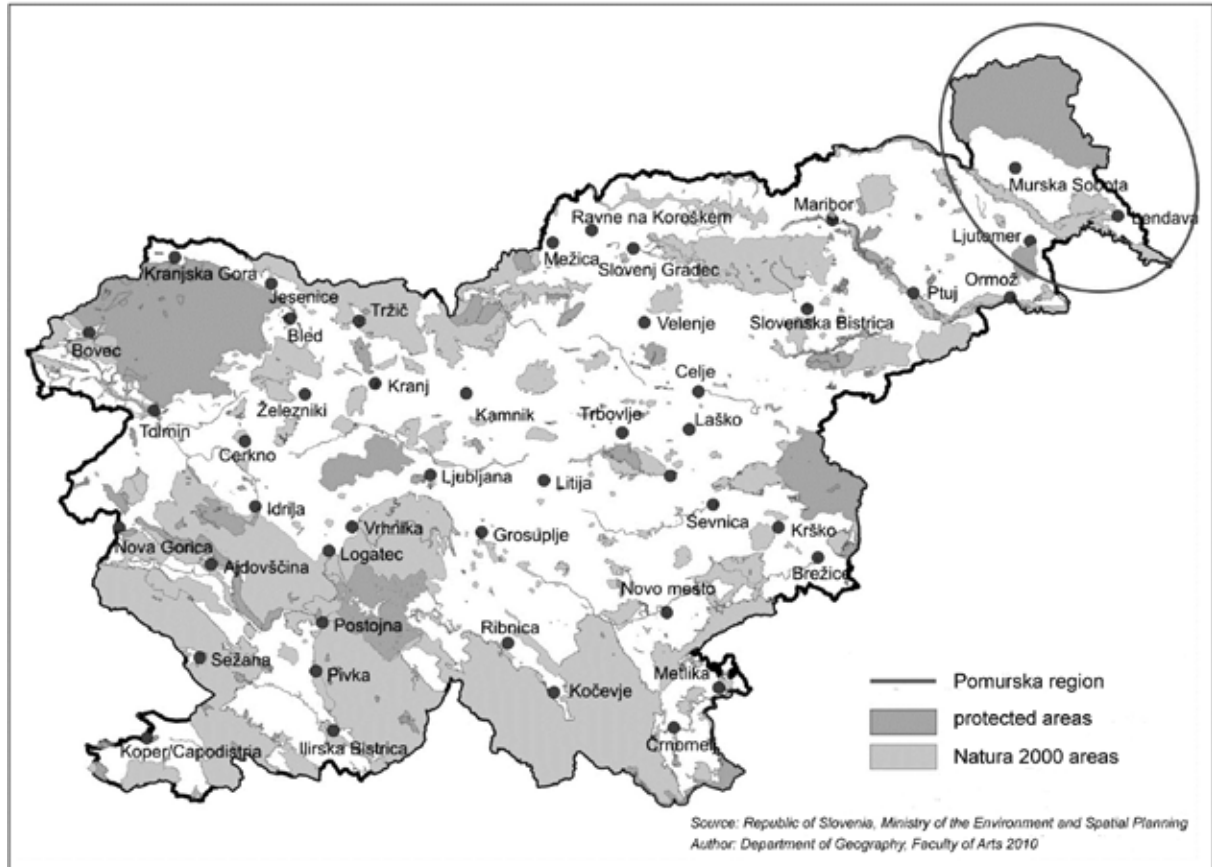 Murska Sobota
Lendava
Ljutomer
Ormož
Maribor
Ptuj
Ravne na Koroškem
Mežica
Slovenj Gradec
Slovenska Bistrica
Velenje
Kranjska Gora
Jesenice
Bled
Tržič
Bovec
Kranj
Železniki
Kamnik
Celje
Trbovlje
Laško
Tolmin
Cerkno
Ljubljana
Litija
Idrija
Vrhnika
Sevnica
Krško
Nova Gorica
Logatec
Grosuplje
Ajdovščina
Brežice
Novo mesto
Postojna
Ribnica
Sežana
Pivka
Metlika
Kočevje
Koper/Capodistria
Ilirska Bistrica
Črnomelj
Pomurska region
protected areas
Natura 2000 areas
Source: Republic of Slovenia, Ministry of the Environment and Spatial Planning
Author: Department of Geography, Faculty of Arts 2010